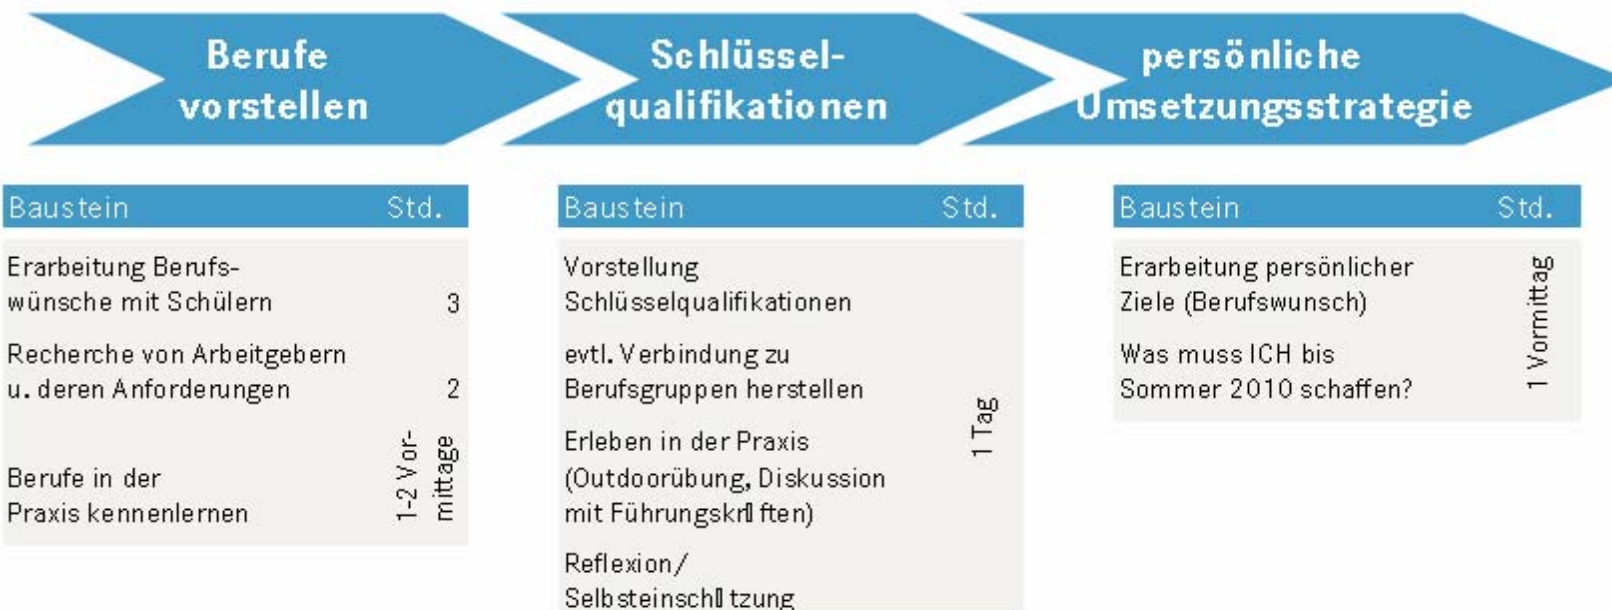 Berufe
vorstellen
Schlüssel-
qualifikationen
persönliche
Umsetzungsstrategie
Baustein Std.
Erarbeitung Berufs-
wünsche mit Schülern 3
Recherche von Arbeitgebern
u. deren Anforderungen 2
Berufe in der
Praxis kennenlernen
1-2 Vor-
mittage
Baustein Std.
Vorstellung
Schlüsselqualifikationen
evtl. Verbindung zu
Berufsgruppen herstellen
Erleben in der Praxis
(Outdoorübung, Diskussion
mit Führungskr▯ften)
Reflexion/
Selbsteinsch▯tzung
1 Tag
Baustein Std.
Erarbeitung persönlicher
Ziele (Berufswunsch)
Was muss ICH bis
Sommer 2010 schaffen?
1 Vormittag